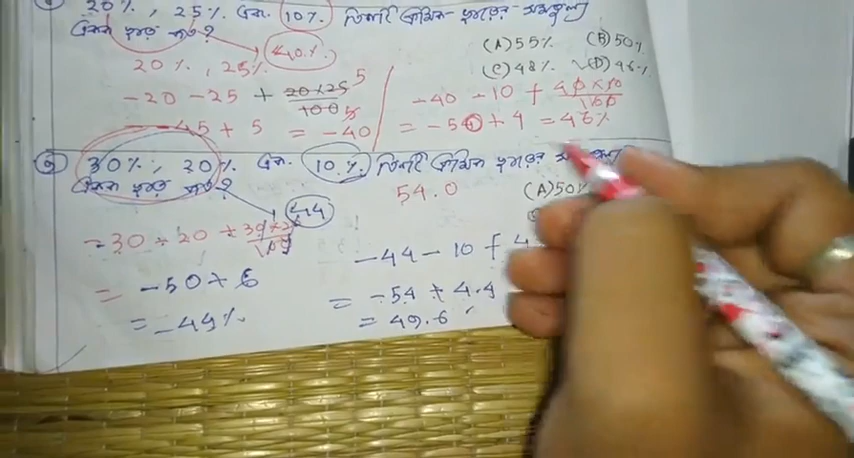 20%, 25% এবং 10% তিনটি ক্রমিক ছাড়ের সমতুল্য
একক ছাড় কত?
40%
(A) 55% (B) 50%
20%, 25%
(C) 48% (D) 46%
-20 -25 + 20×25/100 5 5
-40 -10 + 40×10/100
-45 + 5 = -40
= -50 + 4 = 46%
30%, 20% এবং 10% তিনটি ক্রমিক ছাড়ের
একক ছাড় কত?
44
54.0
(A) 50%
-30 -20 + 30×20/100
-44 -10 + 4
= -50 + 6
= -54 + 4.4
= -44%
= 49.6